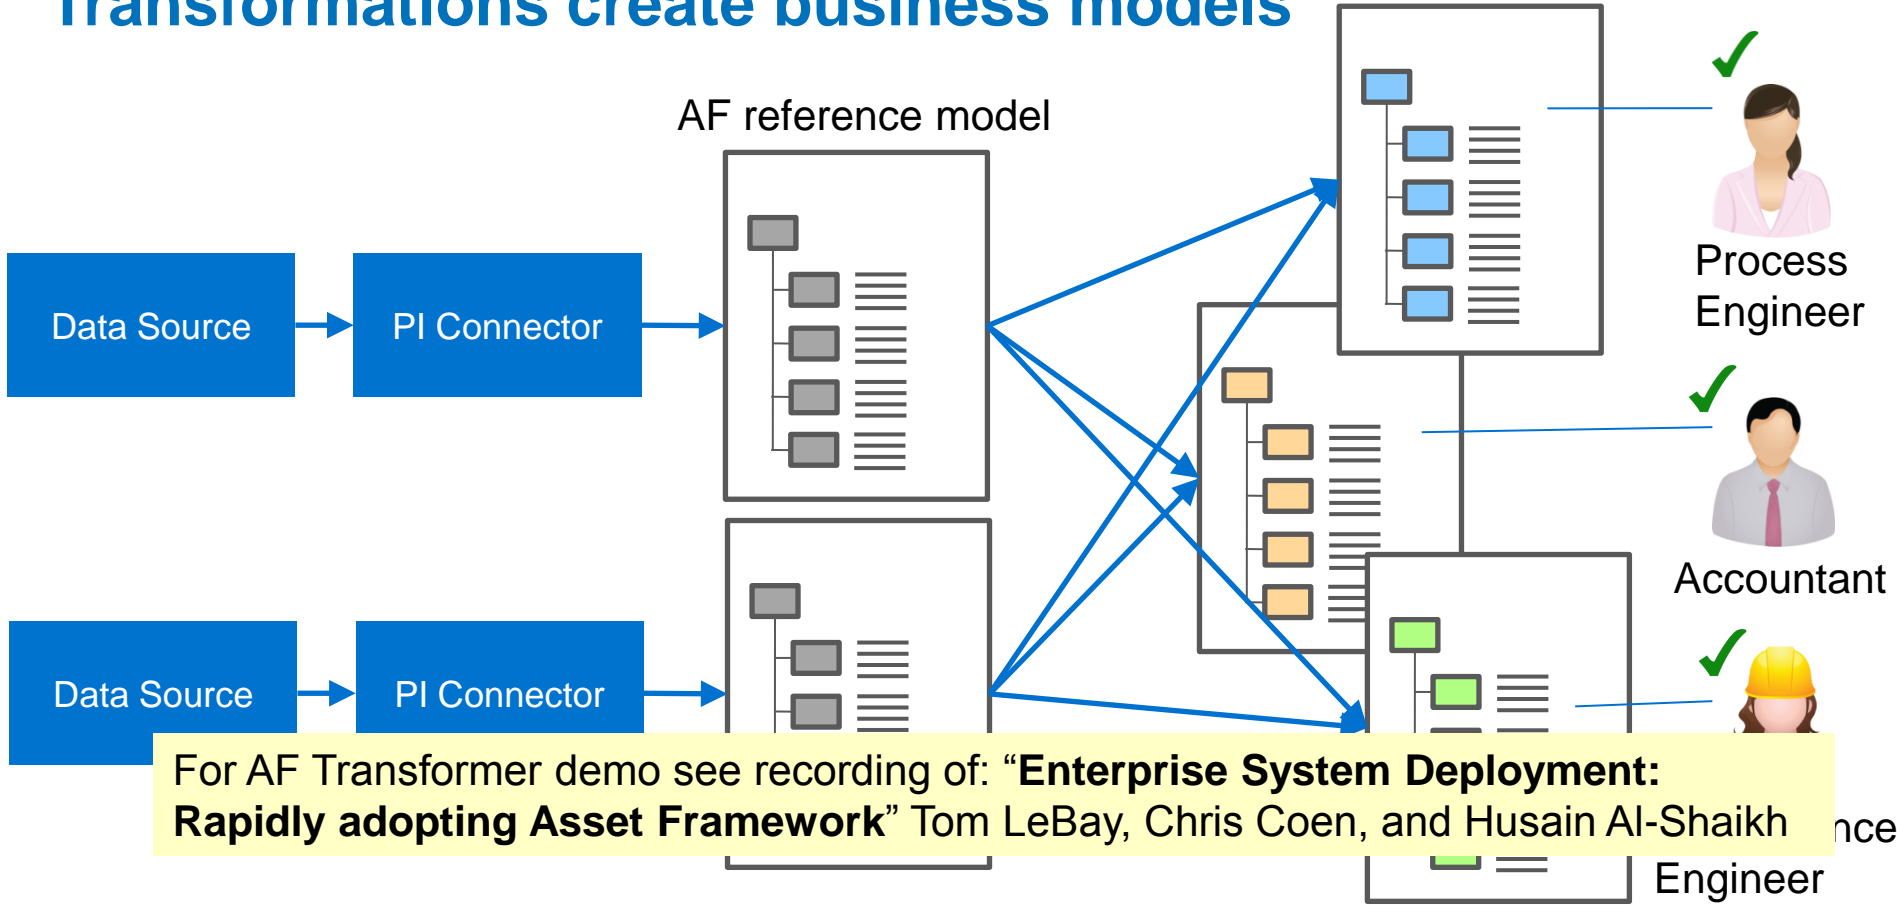 Transformations create business models
AF reference model
Data Source
PI Connector
Process
Engineer
Accountant
Data Source
PI Connector
For AF Transformer demo see recording of: “Enterprise System Deployment:
Rapidly adopting Asset Framework” Tom LeBay, Chris Coen, and Husain Al-Shaikh
nce
Engineer